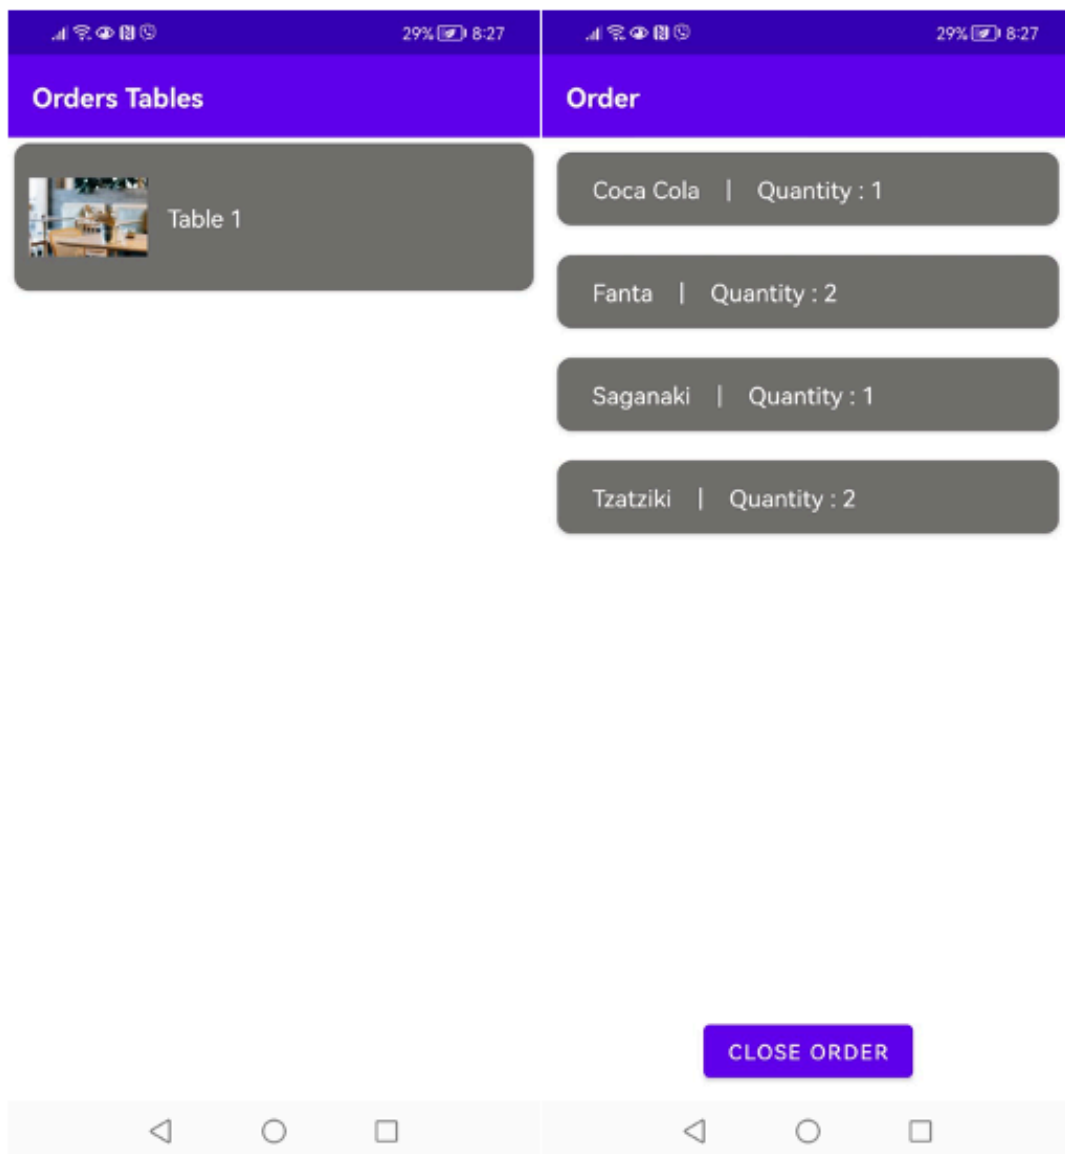 29% 8:27
Orders Tables
Table 1
29% 8:27
Order
Coca Cola | Quantity : 1
Fanta | Quantity : 2
Saganaki | Quantity : 1
Tzatziki | Quantity : 2
CLOSE ORDER